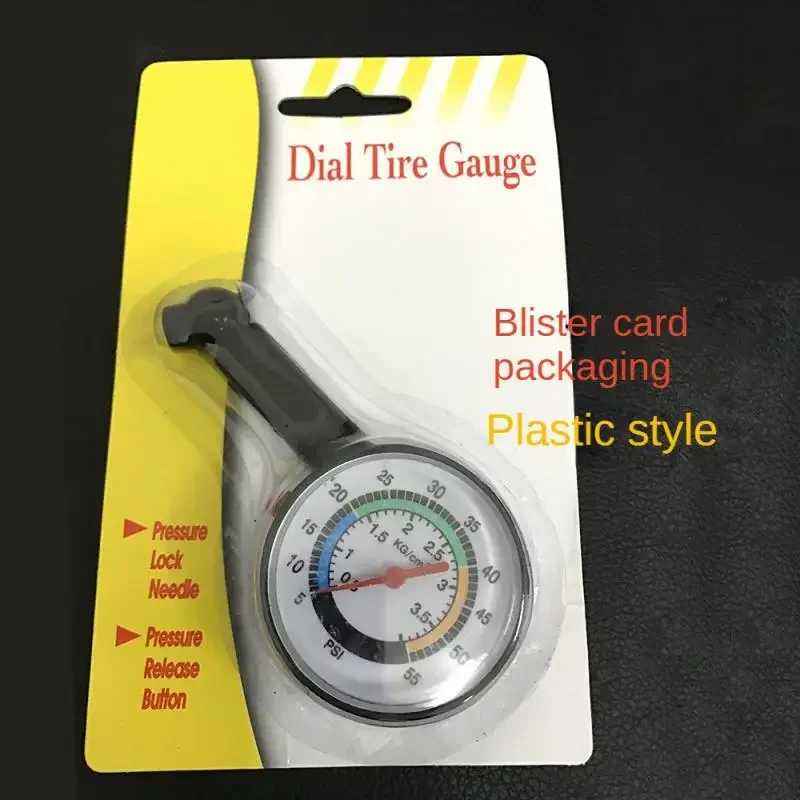 Dial Tire Gauge
Blister card
packaging
Plastic style
Pressure
Lock
Needle
Pressure
Release
Button
5
10
15
20
25
30
35
40
45
50
55
PSI
1
1.5
2
2.5
3
3.5